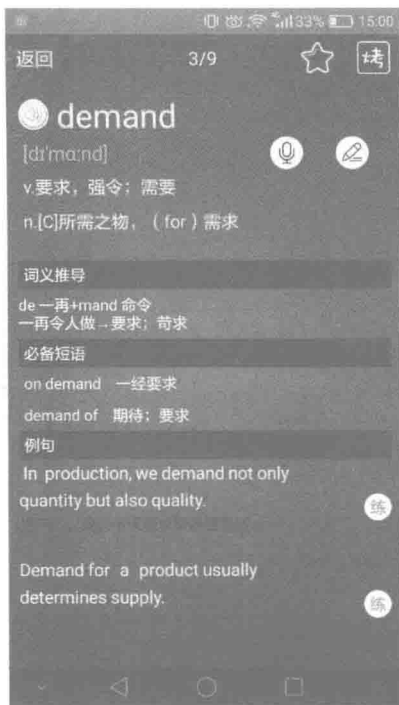 33% 15:00
返回 3/9 烤
demand
[dɪ'mɑ:nd]
v.要求，强令；需要
n.[C]所需之物，（for）需求
词义推导
de 一再+mand 命令
一再令人做→要求；苛求
必备短语
on demand 一经要求
demand of 期待；要求
例句
In production, we demand not only
quantity but also quality.
练
Demand for a product usually
determines supply.
练